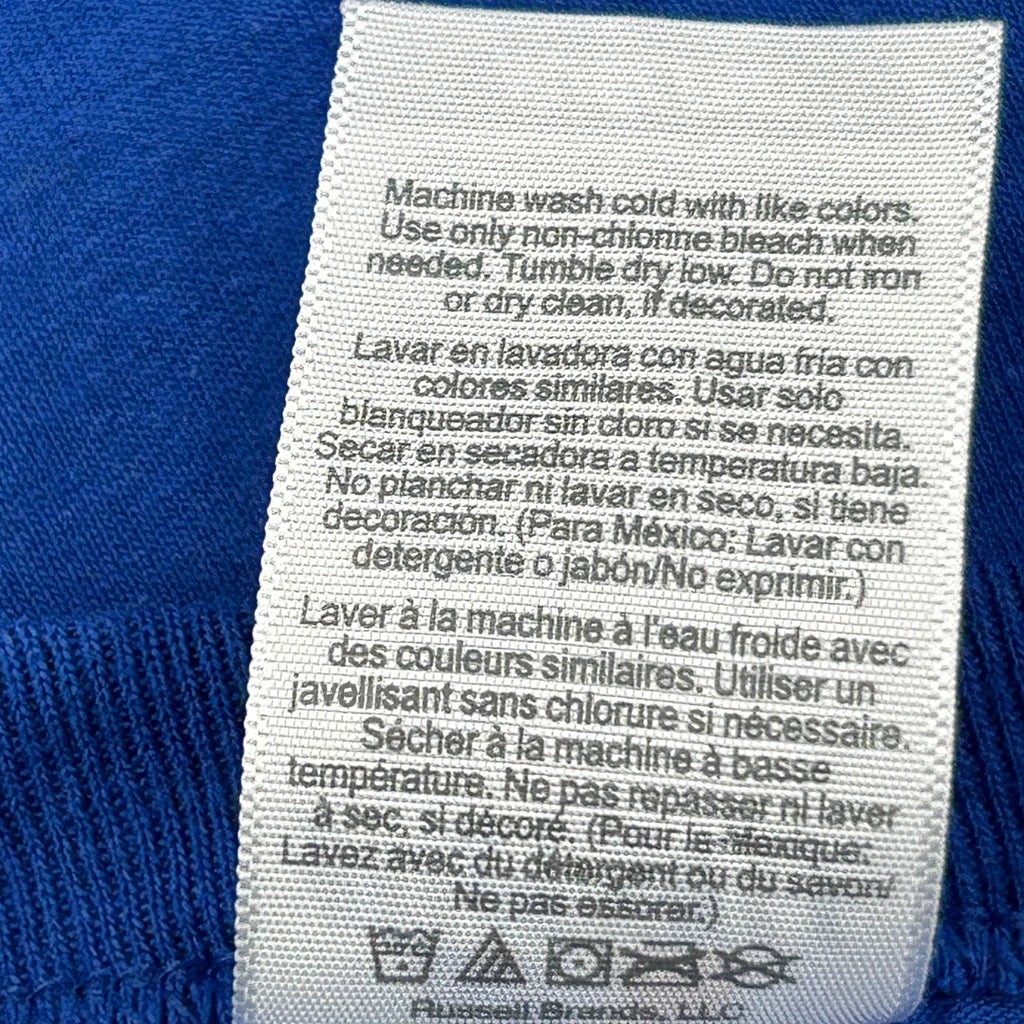 Machine wash cold with like colors.
Use only non-chlorine bleach when
needed. Tumble dry low. Do not iron
or dry clean, if decorated.
Lavar en lavadora con agua fria con
colores similares. Usar solo
blanqueador sin cloro si se necesita.
Secar en secadora a temperatura baja.
No planchar ni lavar en seco, si tiene
decoración. (Para México: Lavar con
detergente o jabón/No exprimir.)
Laver à la machine à l'eau froide avec
des couleurs similaires. Utiliser un
javellisant sans chlorure si nécessaire.
Sécher à la machine à basse
température. Ne pas repasser ni laver
à sec, si décoré. (Pour le Mexique:
Lavez avec du détergent ou du savon/
Ne pas essurer.)
Russell Brands, LLC